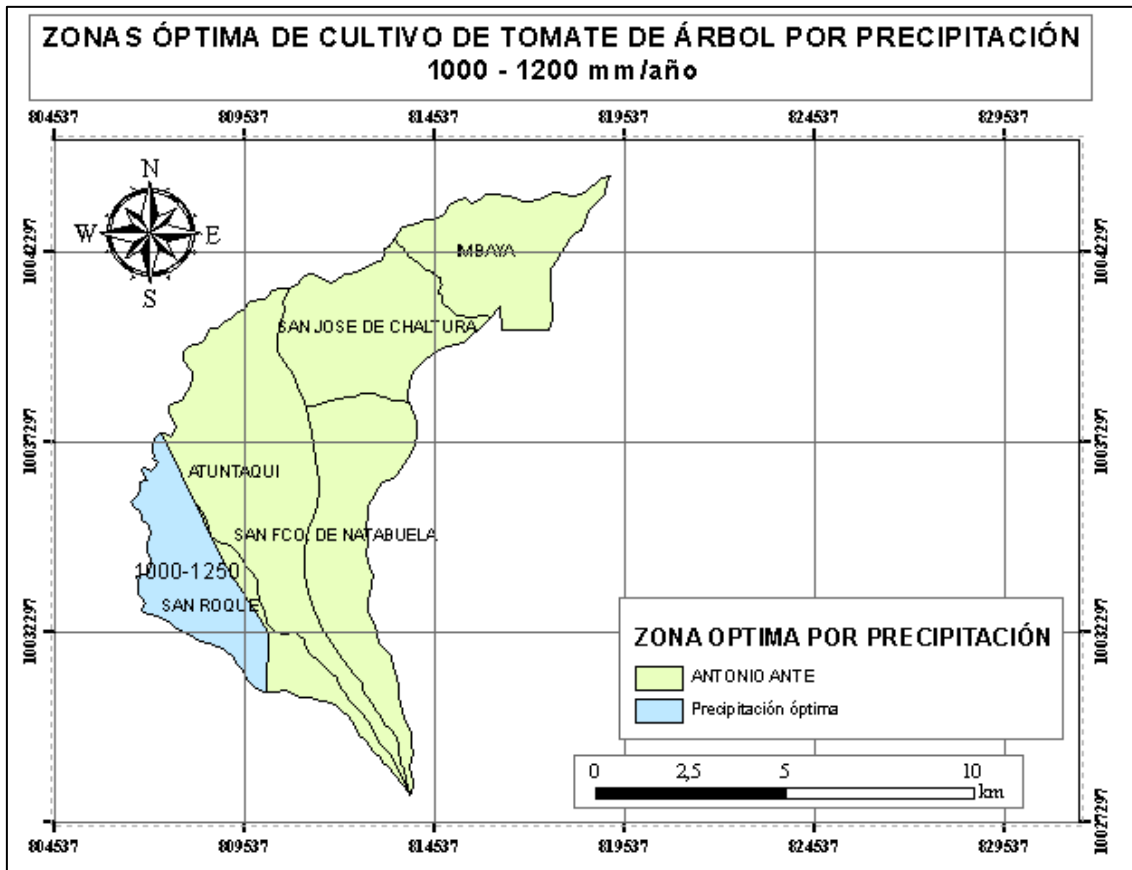 ZONAS ÓPTIMA DE CULTIVO DE TOMATE DE ÁRBOL POR PRECIPITACIÓN
1000 - 1200 mm/año
804537 809537 814537 819537 824537 829537
N
W E
S
10042297 10042297
IMBAYA
SAN JOSE DE CHALTURA
10037297 10037297
ATUNTAQUI
SAN FCO. DE NATABUELA
1000-1250
SAN ROQUE
10032297 10032297
ZONA OPTIMA POR PRECIPITACIÓN
ANTONIO ANTE
Precipitación óptima
0 2,5 5 10
km
10027297 10027297
804537 809537 814537 819537 824537 829537